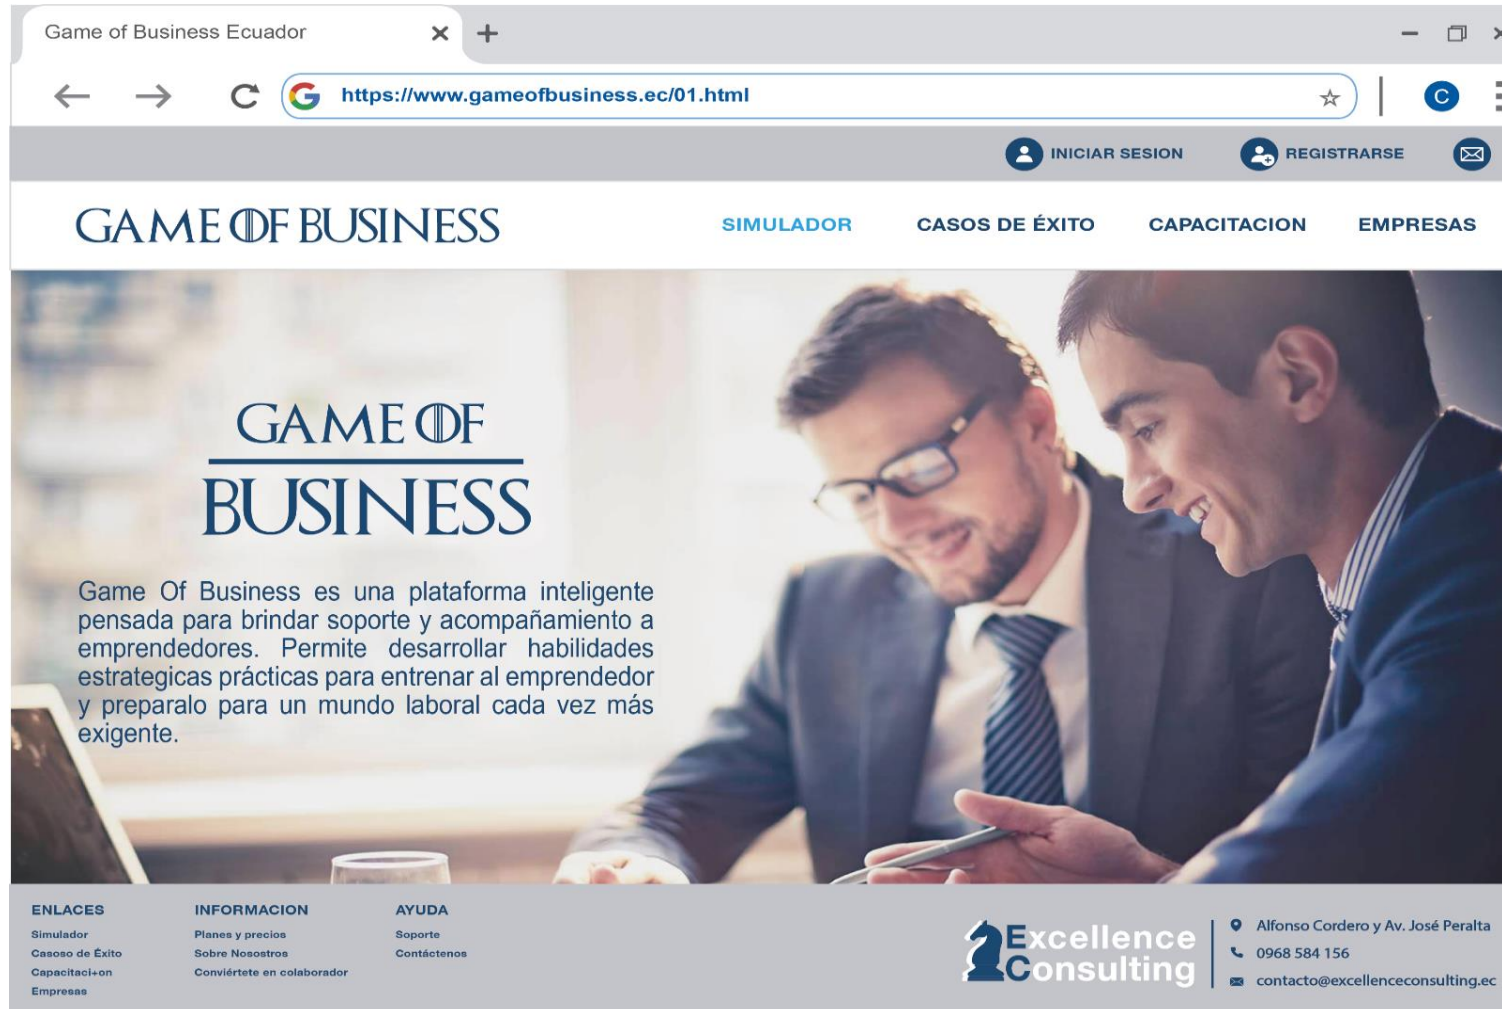 Game of Business Ecuador
https://www.gameofbusiness.ec/01.html
C
INICIAR SESION
REGISTRARSE
GAME OF BUSINESS
SIMULADOR
CASOS DE ÉXITO
CAPACITACION
EMPRESAS
GAME OF
BUSINESS
Game Of Business es una plataforma inteligente
pensada para brindar soporte y acompañamiento a
emprendedores. Permite desarrollar habilidades
estrategicas prácticas para entrenar al emprendedor
y preparalo para un mundo laboral cada vez más
exigente.
ENLACES
Simulador
Casoso de Éxito
Capacitaci+on
Empresas
INFORMACION
Planes y precios
Sobre Nosostros
Conviértete en colaborador
AYUDA
Soporte
Contáctenos
Excellence
Consulting
Alfonso Cordero y Av. José Peralta
0968 584 156
contacto@excellenceconsulting.ec